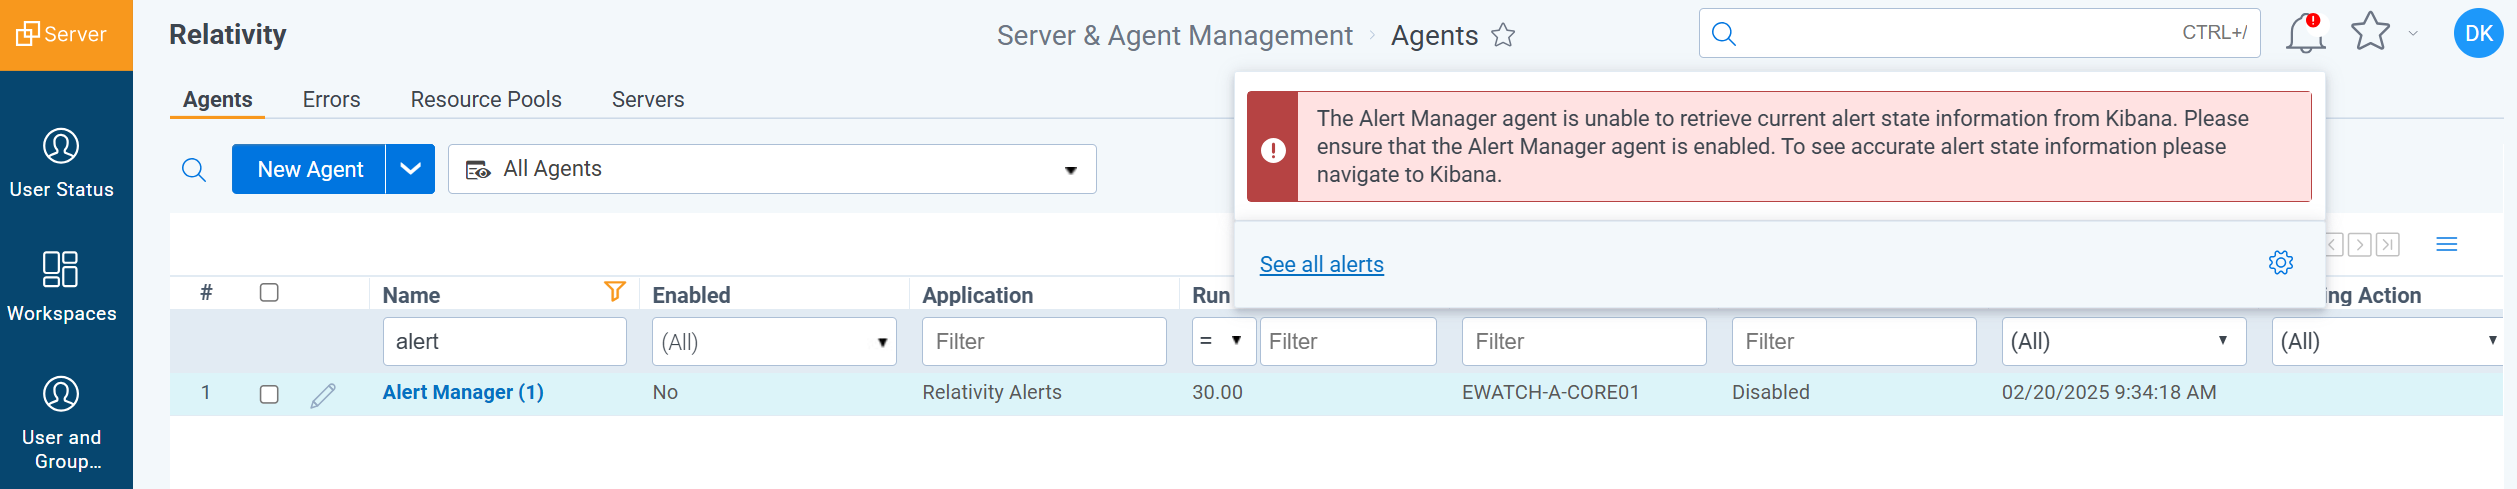 Server
Relativity
Server & Agent Management
Agents
CTRL+/
DK
Agents
Errors
Resource Pools
Servers
The Alert Manager agent is unable to retrieve current alert state information from Kibana. Please
ensure that the Alert Manager agent is enabled. To see accurate alert state information please
navigate to Kibana.
User Status
New Agent
All Agents
See all alerts
Workspaces
# Name Enabled Application Run ing Action
alert (All) Filter = Filter Filter Filter (All) (All)
1 Alert Manager (1) No Relativity Alerts 30.00 EWATCH-A-CORE01 Disabled 02/20/2025 9:34:18 AM
User and
Group...